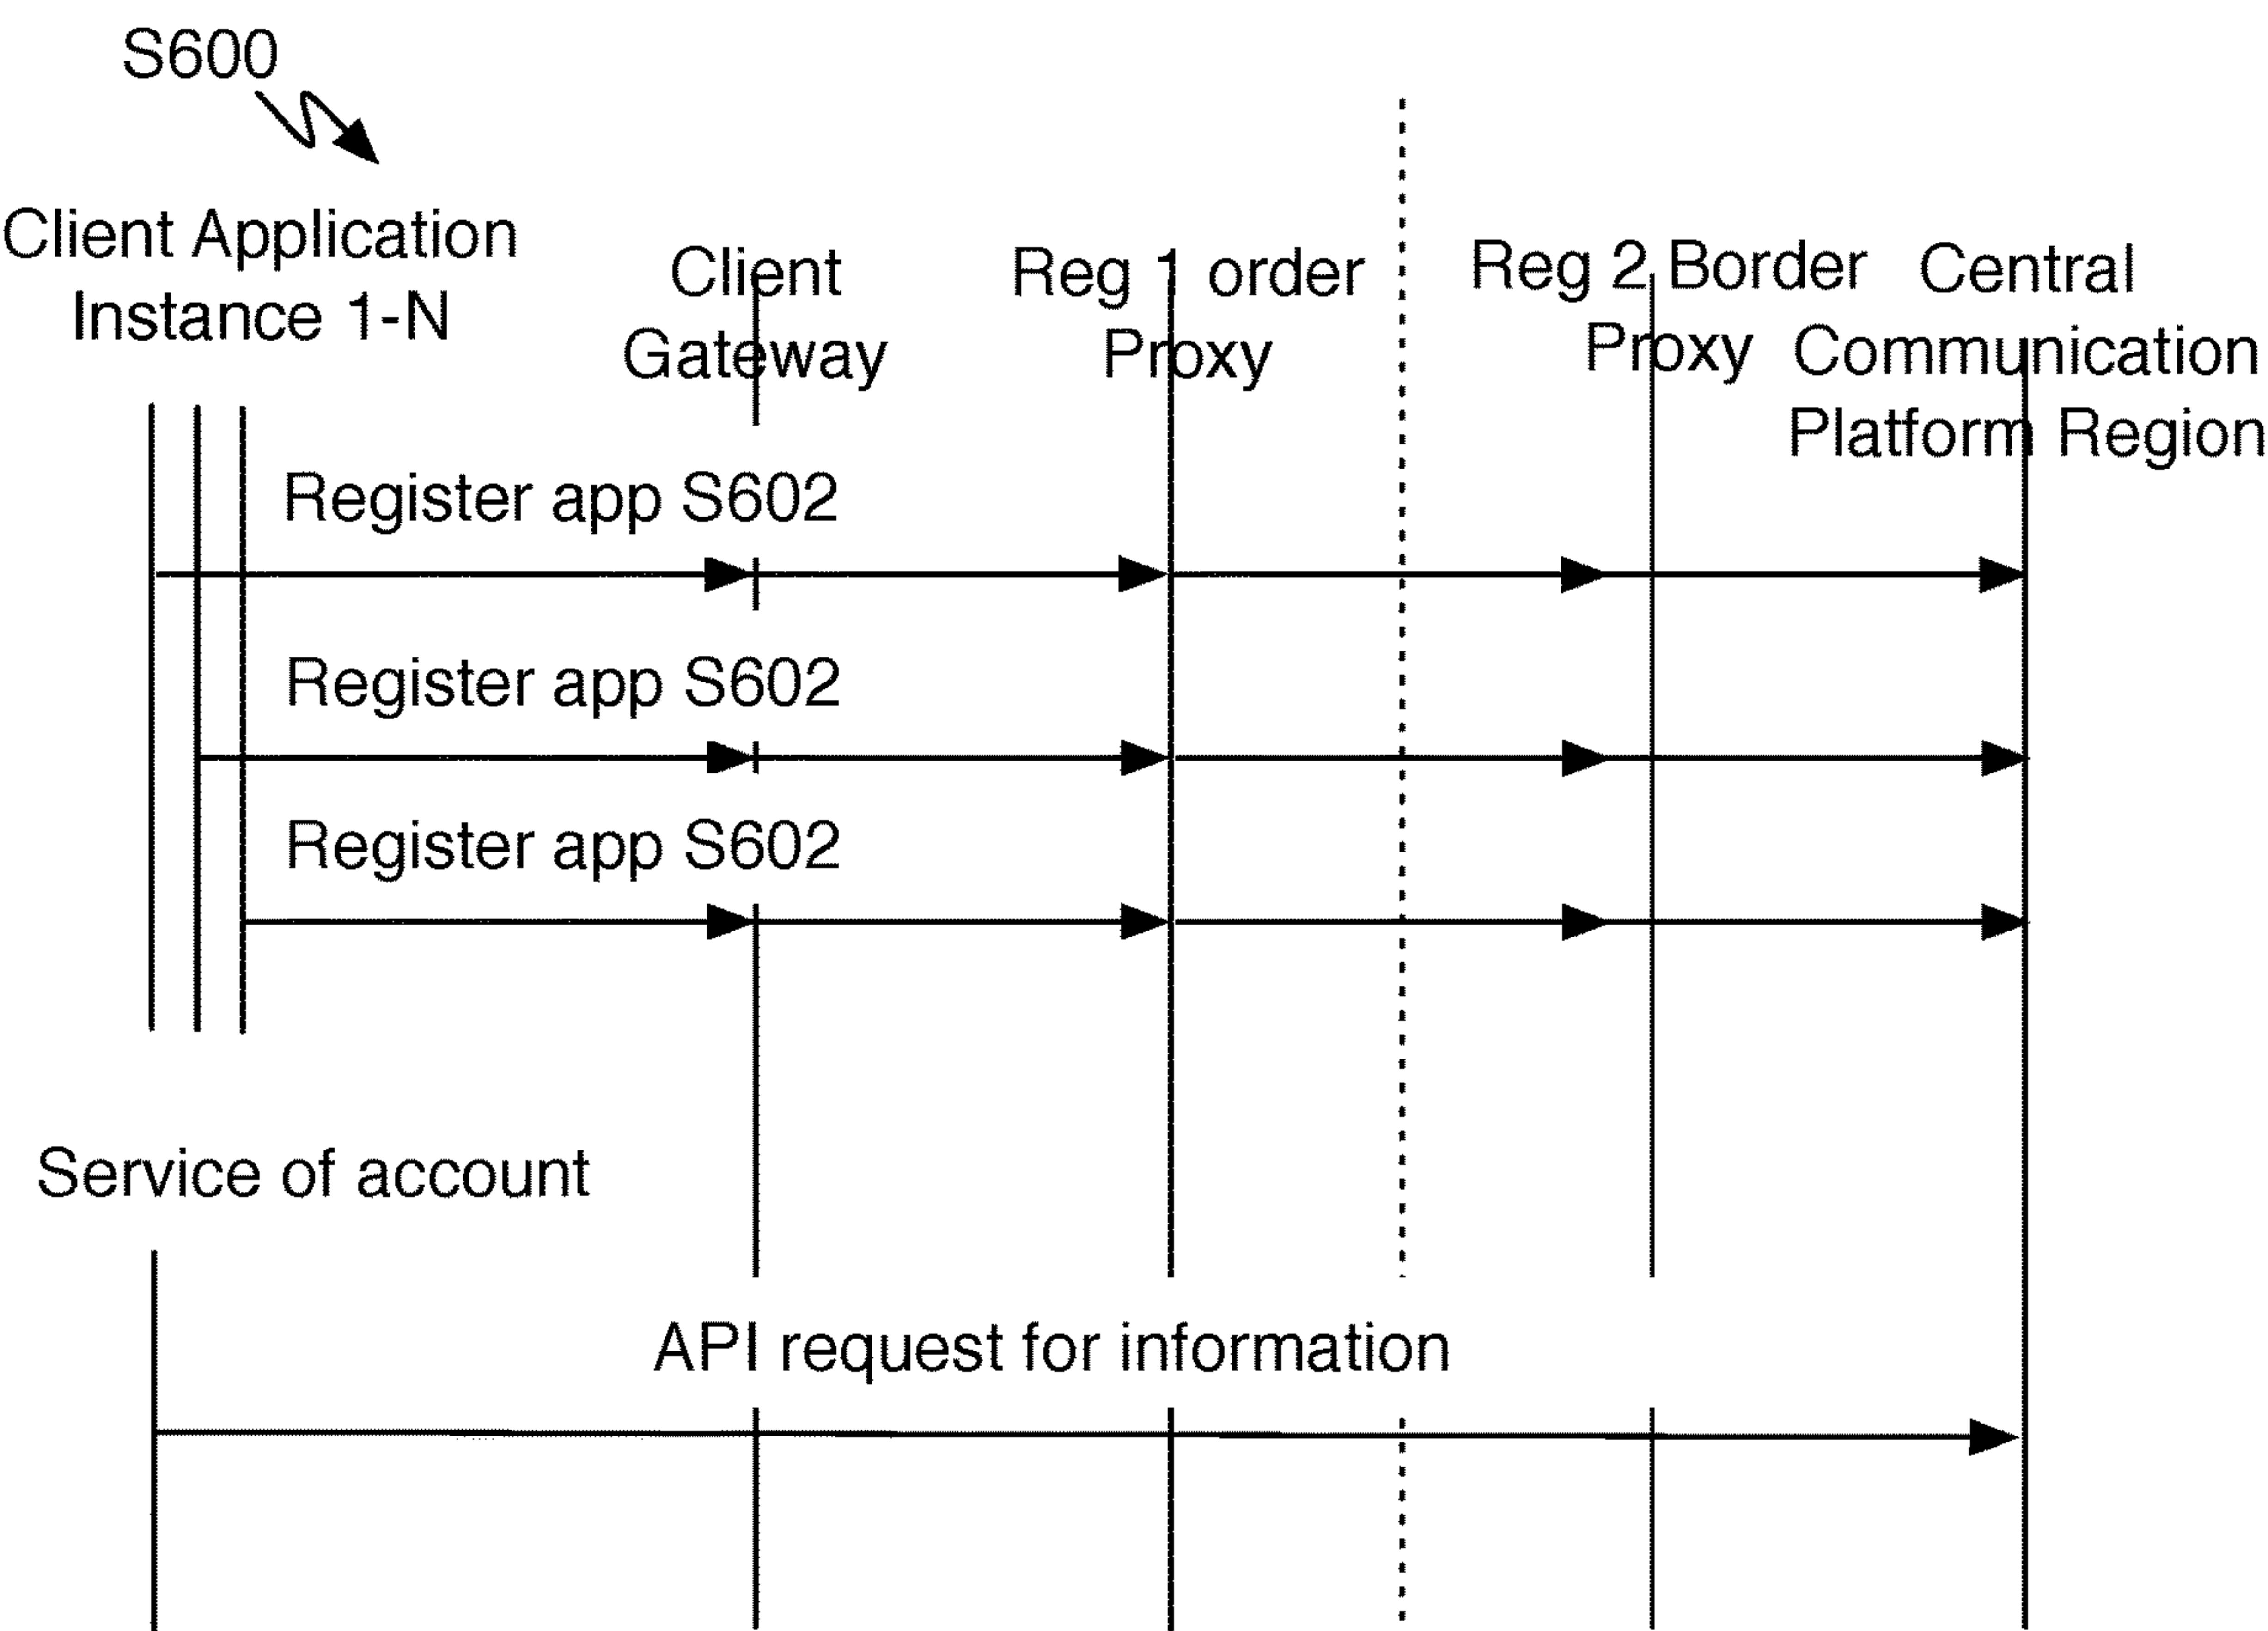 S600
Client Application
Instance 1-N
Client
Gateway
Reg 1 order
Proxy
Reg 2 Border
Proxy
Central
Communication
Platform Region
Register app S602
Register app S602
Register app S602
Service of account
API request for information